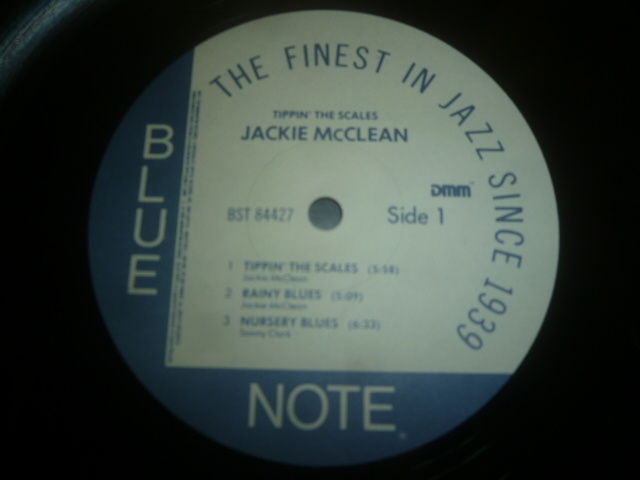 THE FINEST IN JAZZ SINCE 1939
TIPPIN' THE SCALES
JACKIE McCLEAN
DMM
BST 84427
Side 1
1 TIPPIN' THE SCALES (5:58)
Jackie McClean
2 RAINY BLUES (5:09)
Jackie McClean
3 NURSERY BLUES (6:33)
Sonny Clark
BLUE
NOTE